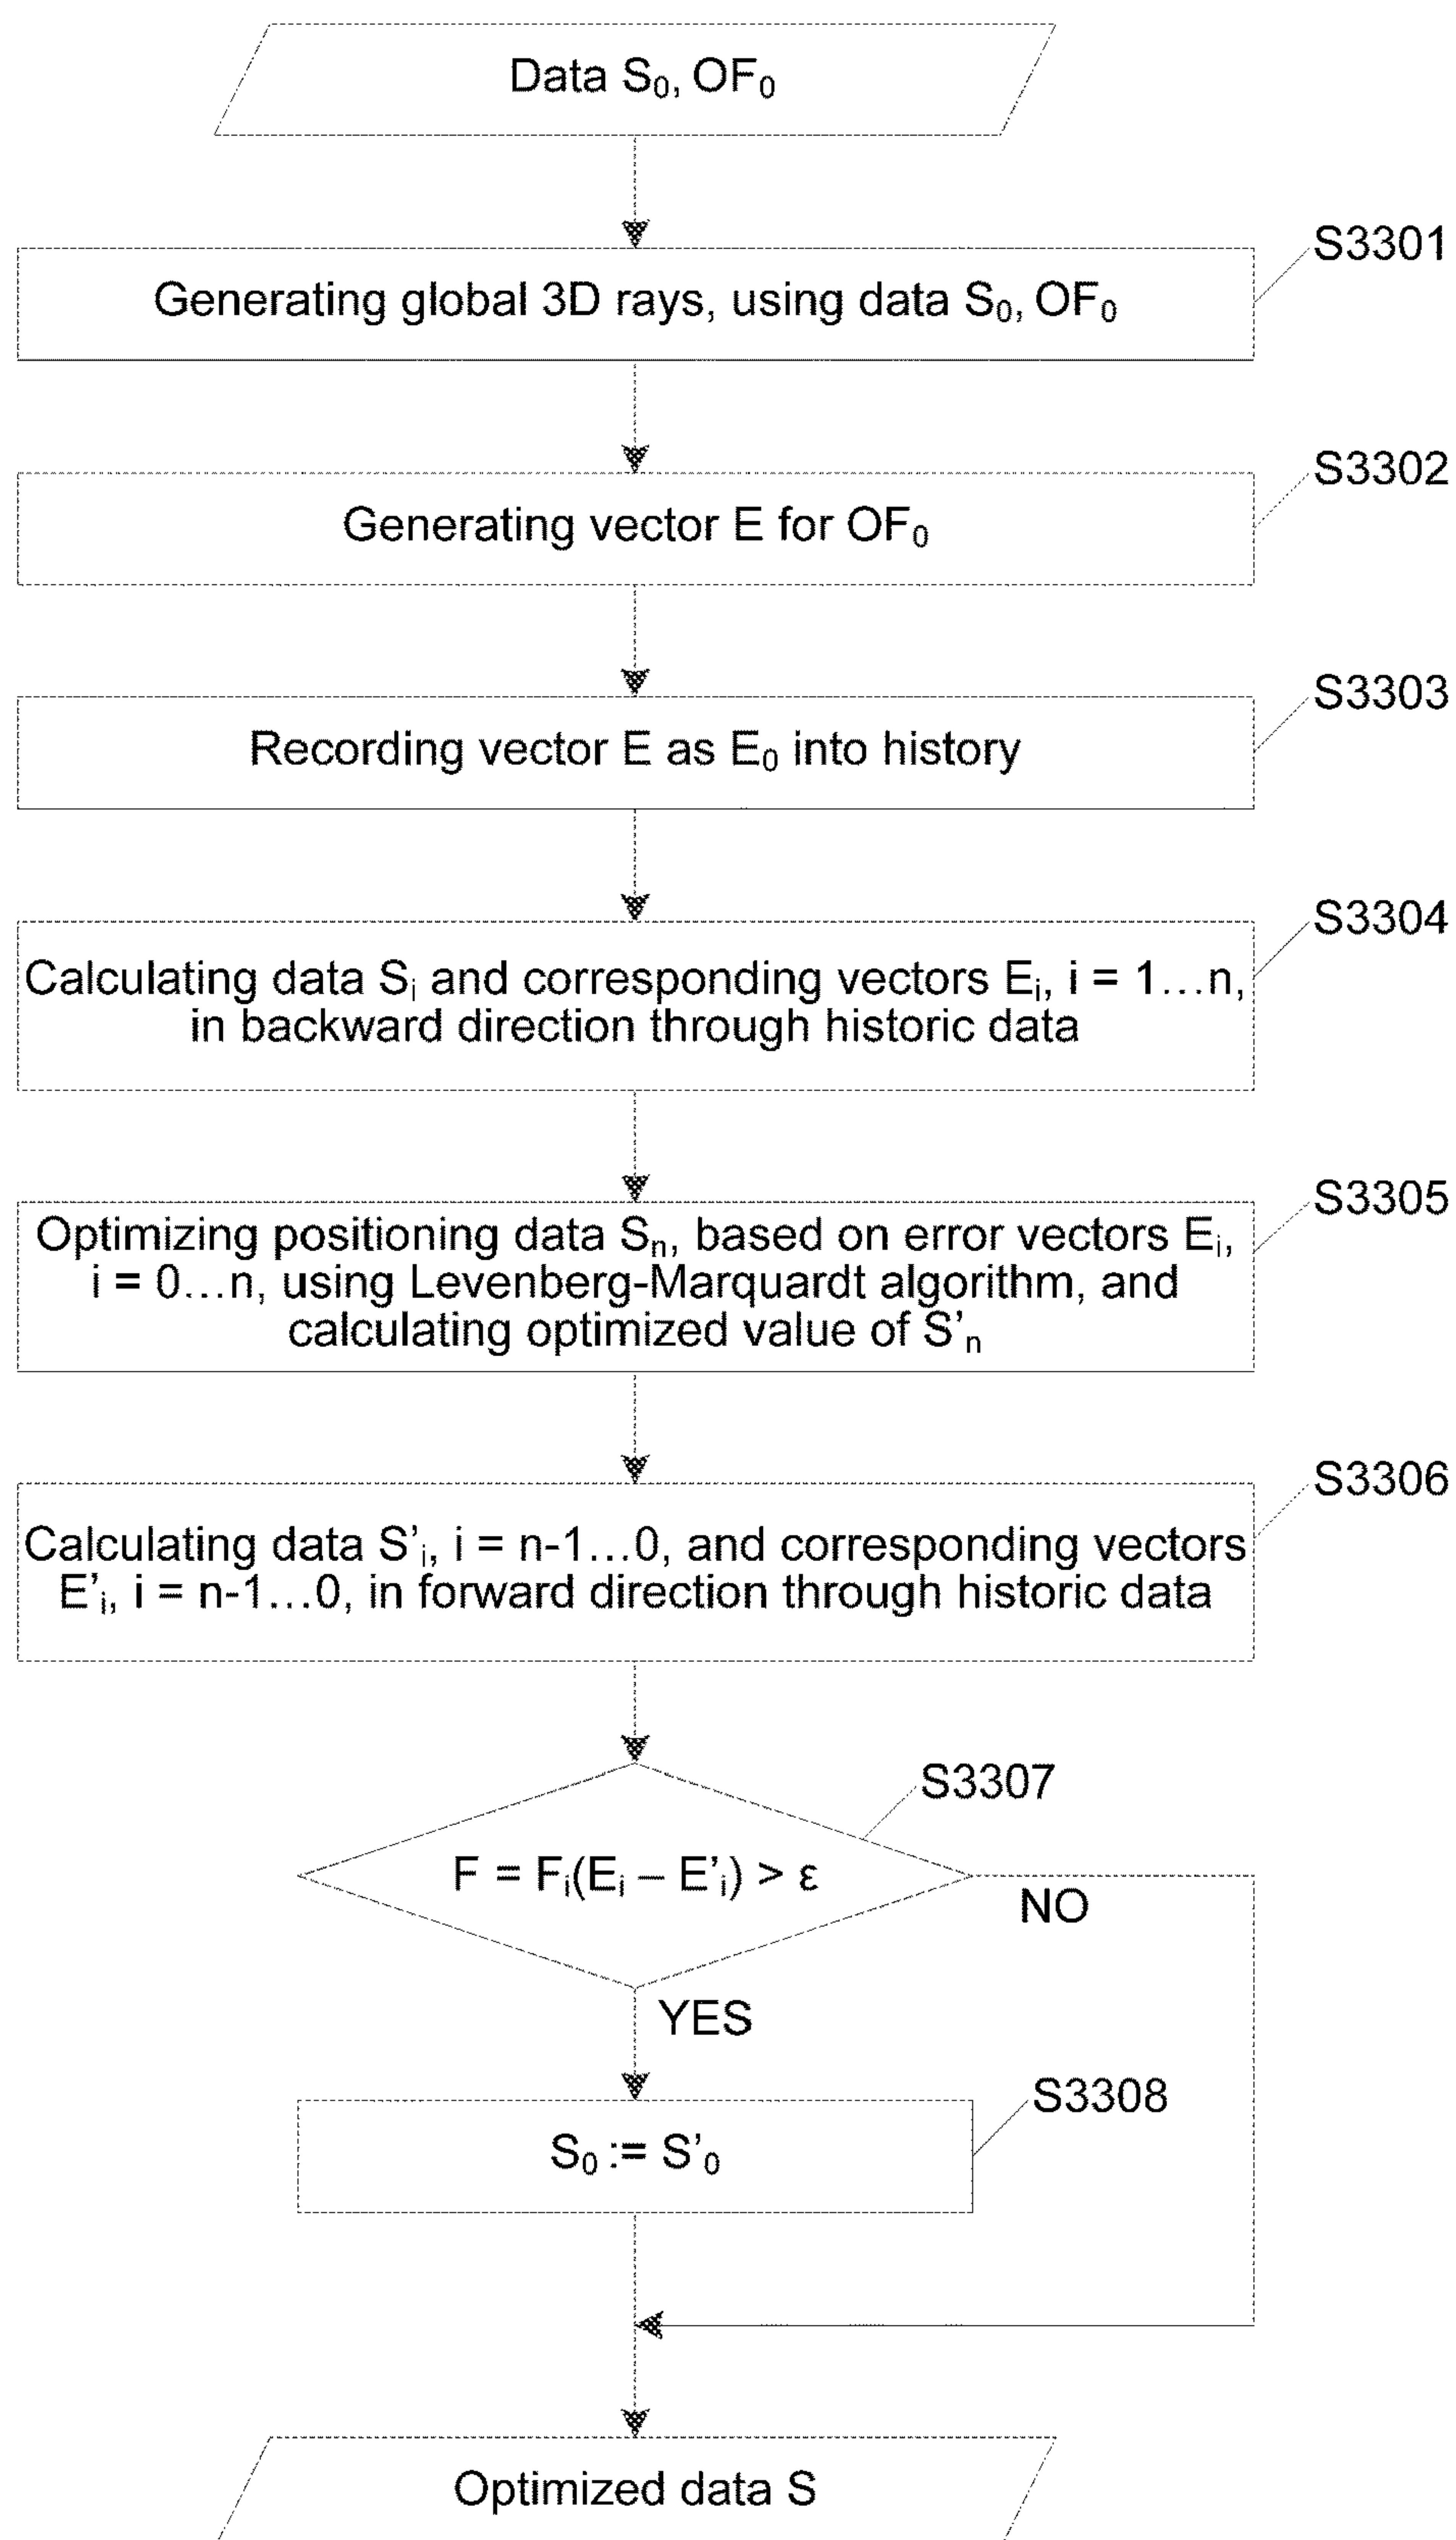 Data S₀, OF₀
S3301
Generating global 3D rays, using data S₀, OF₀
S3302
Generating vector E for OF₀
S3303
Recording vector E as E₀ into history
S3304
Calculating data Sᵢ and corresponding vectors Eᵢ, i = 1…n,
in backward direction through historic data
S3305
Optimizing positioning data Sₙ, based on error vectors Eᵢ,
i = 0…n, using Levenberg-Marquardt algorithm, and
calculating optimized value of S’ₙ
S3306
Calculating data S’ᵢ, i = n-1…0, and corresponding vectors
E’ᵢ, i = n-1…0, in forward direction through historic data
S3307
F = Fᵢ(Eᵢ – E’ᵢ) > ε
NO
YES
S3308
S₀ := S’₀
Optimized data S